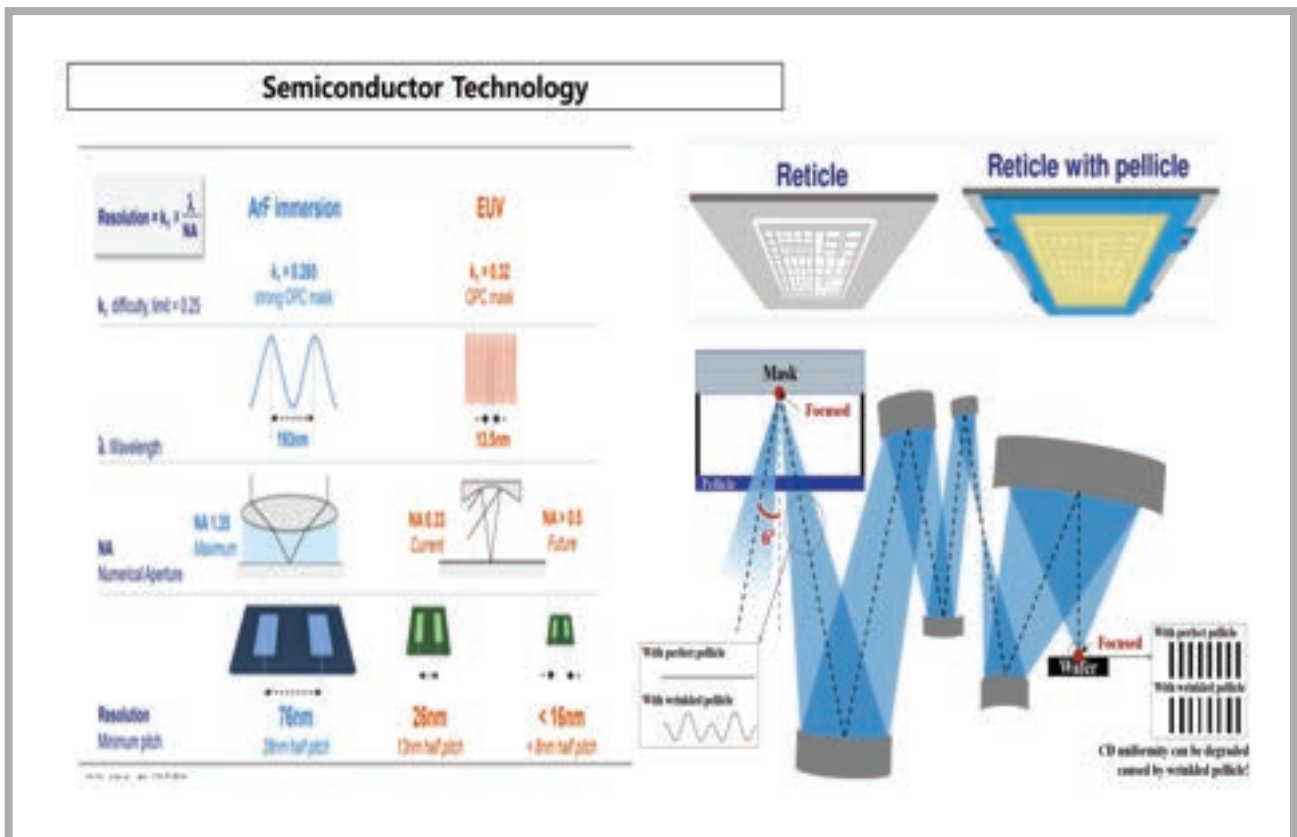 Semiconductor Technology
Resolution = k₁ × λ / NA
ArF immersion
EUV
k₁ difficulty, limit = 0.25
strong OPC mask
k₁ = 0.32
OPC mask
λ Wavelength
193nm
13.5nm
NA
Numerical Aperture
NA 1.35
Maximum
NA 0.33
Current
NA > 0.5
Future
Resolution
Minimum pitch
76nm
38nm half pitch
26nm
13nm half pitch
< 16nm
< 8nm half pitch
Reticle
Reticle with pellicle
Mask
Focused
Pellicle
6°
With perfect pellicle
With wrinkled pellicle
Focused
Wafer
With perfect pellicle
With wrinkled pellicle
CD uniformity can be degraded
caused by wrinkled pellicle!